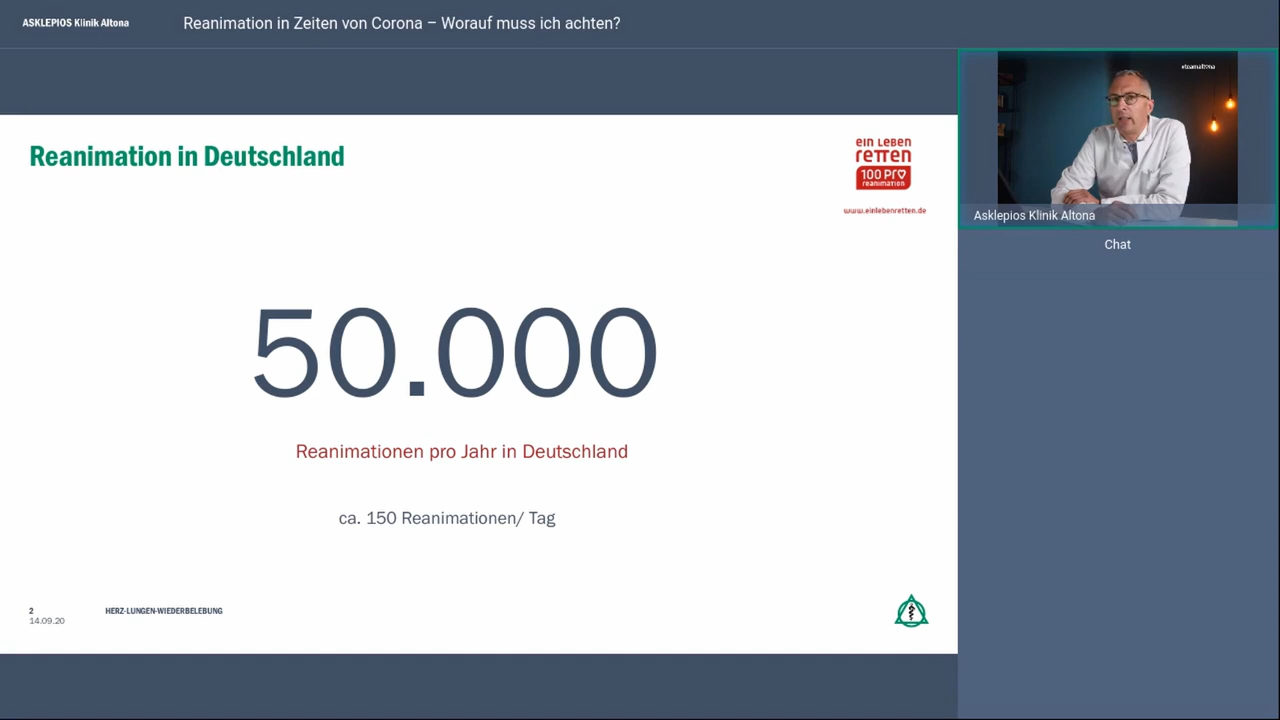 ASKLEPIOS Klinik Altona
Reanimation in Zeiten von Corona – Worauf muss ich achten?
Reanimation in Deutschland
ein Leben
retten
100 Pro
reanimation
www.einlebenretten.de
50.000
Reanimationen pro Jahr in Deutschland
ca. 150 Reanimationen/ Tag
2
14.09.20
HERZ-LUNGEN-WIEDERBELEBUNG
#teamaltona
Asklepios Klinik Altona
Chat